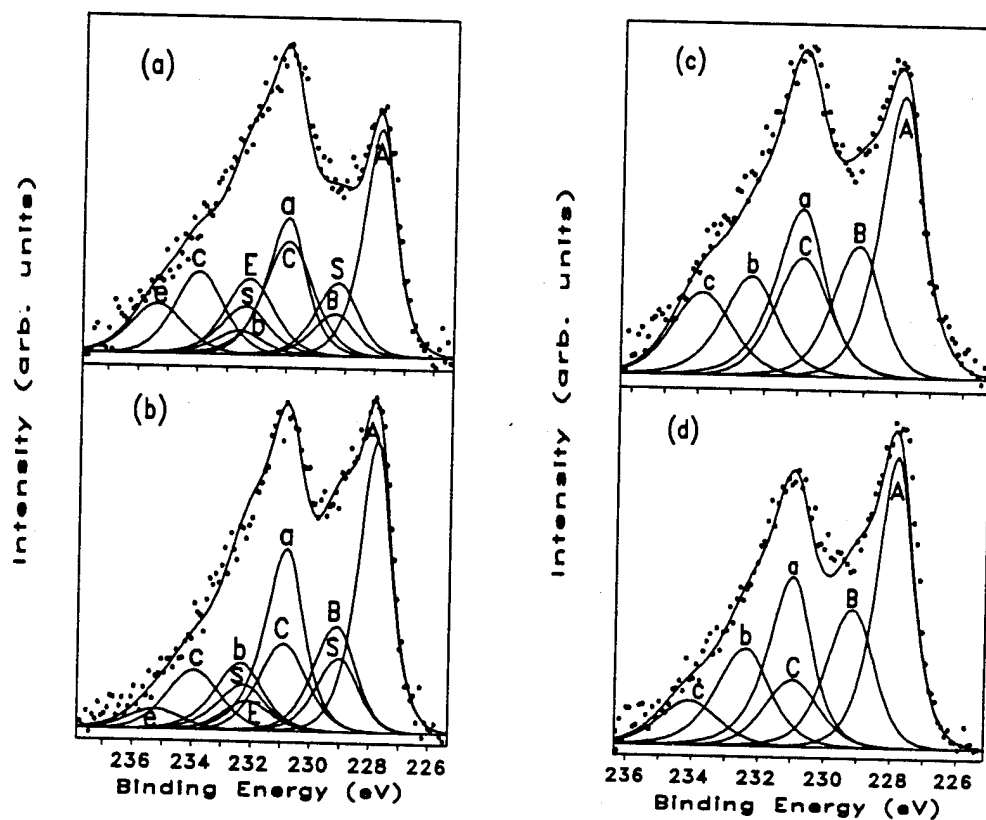 (a)
A
a
C
C
E
S
S
B
b
e
Intensity (arb. units)
(b)
A
a
B
S
C
b
S
C
E
e
236 234 232 230 228 226
Binding Energy (eV)
(c)
A
a
B
C
b
c
Intensity (arb. units)
(d)
A
a
B
b
C
c
236 234 232 230 228 226
Binding Energy (eV)